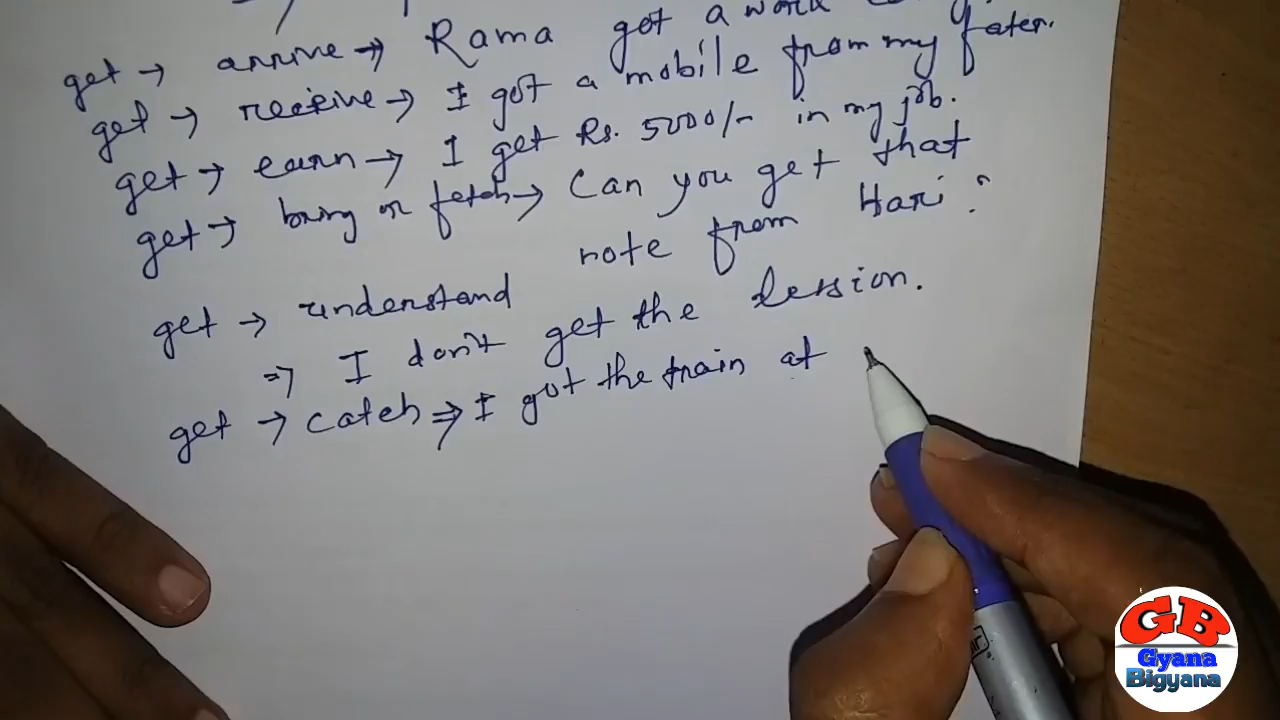 get → arrive → Rama got a work
get → receive → I got a mobile from my fater.
get → earn → I get Rs. 5000/- in my job.
get → bring or fetch → Can you get that
note from Hari?
get → understand
⇒ I don't get the lession.
get → catch ⇒ I got the train at
GB
Gyana
Bigyana